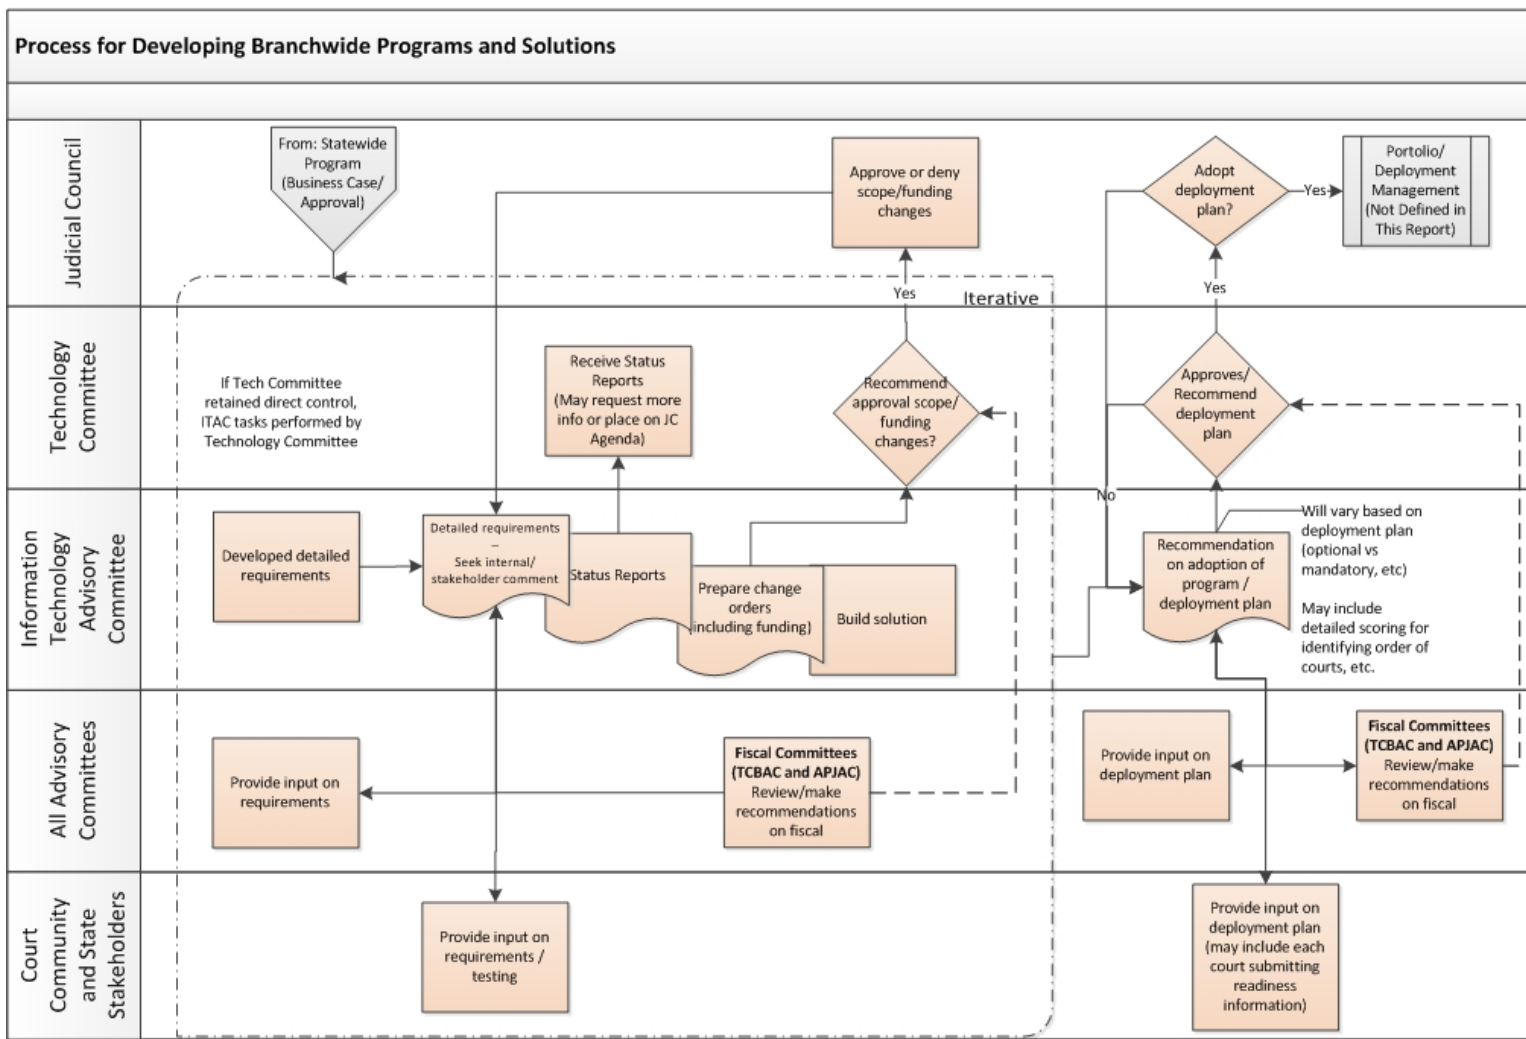 Process for Developing Branchwide Programs and Solutions
Judicial Council
From: Statewide
Program
(Business Case/
Approval)
Approve or deny
scope/funding
changes
Adopt
deployment
plan?
Yes
Portolio/
Deployment
Management
(Not Defined in
This Report)
Yes
Iterative
Yes
Technology
Committee
If Tech Committee
retained direct control,
ITAC tasks performed by
Technology Committee
Receive Status
Reports
(May request more
info or place on JC
Agenda)
Recommend
approval scope/
funding
changes?
Approves/
Recommend
deployment
plan
No
Information
Technology
Advisory
Committee
Developed detailed
requirements
Detailed requirements
–
Seek internal/
stakeholder comment
Status Reports
Prepare change
orders
(including funding)
Build solution
Recommendation
on adoption of
program /
deployment plan
Will vary based on
deployment plan
(optional vs
mandatory, etc)
May include
detailed scoring for
identifying order of
courts, etc.
All Advisory
Committees
Provide input on
requirements
Fiscal Committees
(TCBAC and APJAC)
Review/make
recommendations
on fiscal
Provide input on
deployment plan
Fiscal Committees
(TCBAC and APJAC)
Review/make
recommendations
on fiscal
Court
Community
and State
Stakeholders
Provide input on
requirements /
testing
Provide input on
deployment plan
(may include each
court submitting
readiness
information)